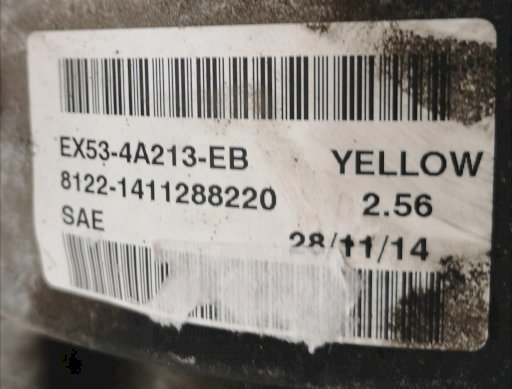 EX53-4A213-EB
YELLOW
8122-1411288220
2.56
SAE
28/11/14